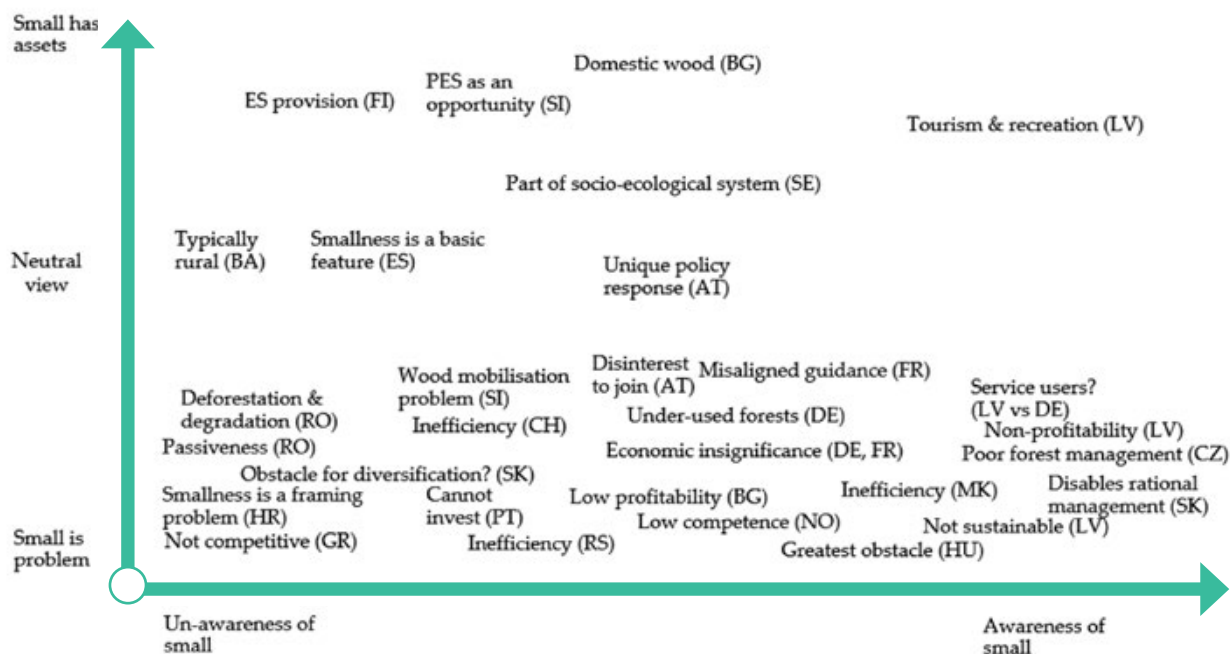 Small has
assets
Domestic wood (BG)
PES as an
opportunity (SI)
ES provision (FI)
Tourism & recreation (LV)
Part of socio-ecological system (SE)
Typically
rural (BA)
Smallness is a basic
feature (ES)
Neutral
view
Unique policy
response (AT)
Disinterest
to join (AT)
Misaligned guidance (FR)
Wood mobilisation
problem (SI)
Service users?
(LV vs DE)
Deforestation &
degradation (RO)
Under-used forests (DE)
Inefficiency (CH)
Non-profitability (LV)
Passiveness (RO)
Economic insignificance (DE, FR)
Poor forest management (CZ)
Obstacle for diversification? (SK)
Smallness is a framing
problem (HR)
Cannot
invest (PT)
Low profitability (BG)
Inefficiency (MK)
Disables rational
management (SK)
Low competence (NO)
Not sustainable (LV)
Small is
problem
Not competitive (GR)
Inefficiency (RS)
Greatest obstacle (HU)
Un-awareness of
small
Awareness of
small